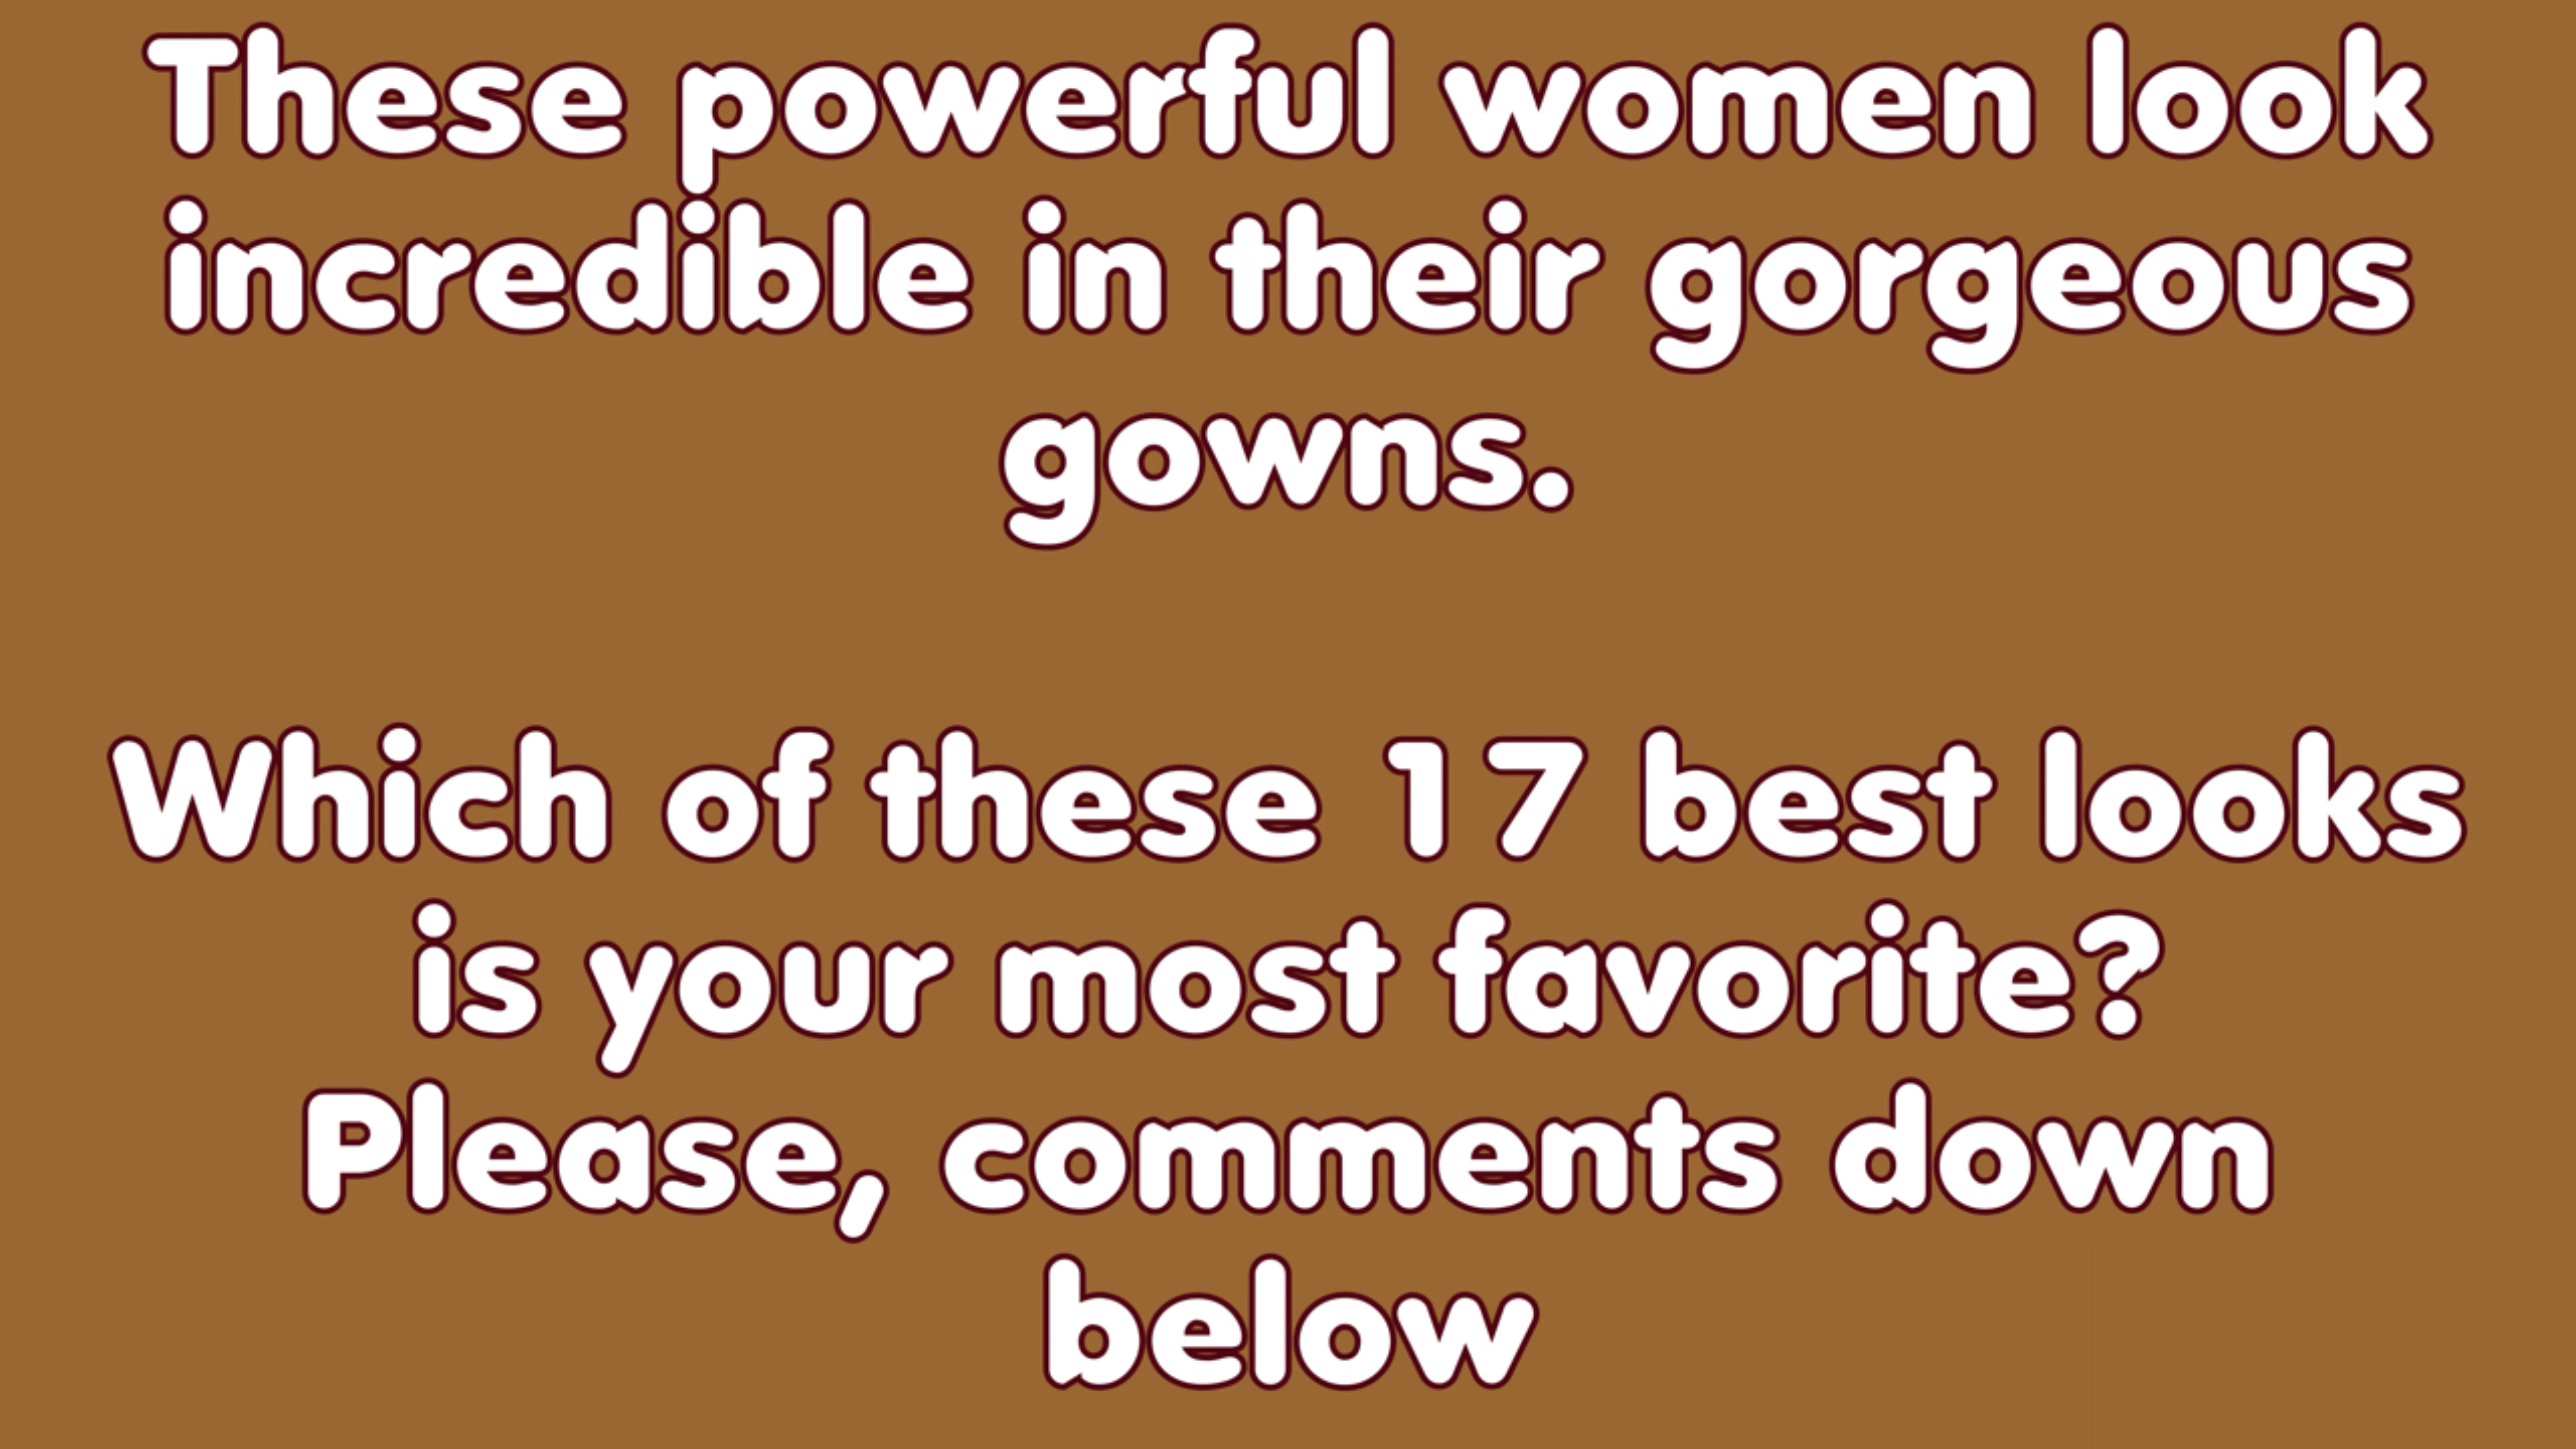 These powerful women look
incredible in their gorgeous
gowns.
Which of these 17 best looks
is your most favorite?
Please, comments down
below